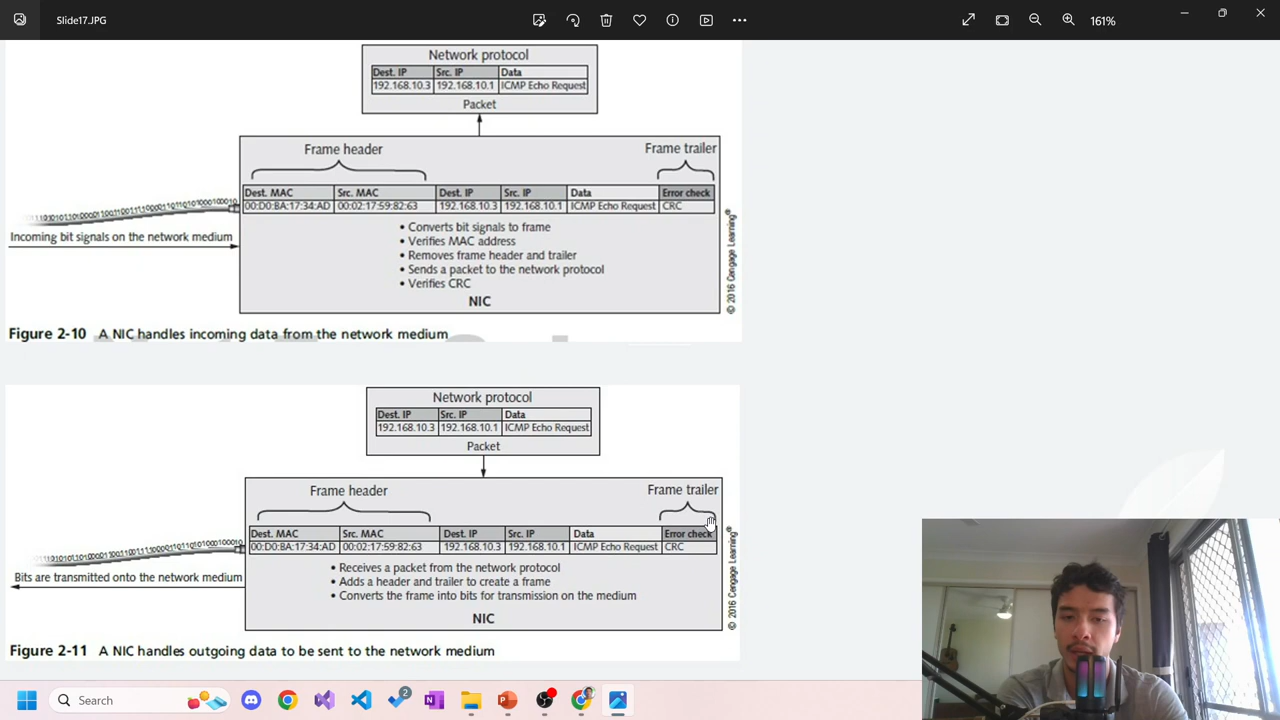 Slide17.JPG
161%
Network protocol
Dest. IP Src. IP Data
192.168.10.3 192.168.10.1 ICMP Echo Request
Packet
Frame header Frame trailer
Dest. MAC Src. MAC Dest. IP Src. IP Data Error check
00:D0:BA:17:34:AD 00:02:17:59:82:63 192.168.10.3 192.168.10.1 ICMP Echo Request CRC
Incoming bit signals on the network medium
• Converts bit signals to frame
• Verifies MAC address
• Removes frame header and trailer
• Sends a packet to the network protocol
• Verifies CRC
NIC
© 2016 Cengage Learning®
Figure 2-10 A NIC handles incoming data from the network medium
Network protocol
Dest. IP Src. IP Data
192.168.10.3 192.168.10.1 ICMP Echo Request
Packet
Frame header Frame trailer
Dest. MAC Src. MAC Dest. IP Src. IP Data Error check
00:D0:BA:17:34:AD 00:02:17:59:82:63 192.168.10.3 192.168.10.1 ICMP Echo Request CRC
Bits are transmitted onto the network medium
• Receives a packet from the network protocol
• Adds a header and trailer to create a frame
• Converts the frame into bits for transmission on the medium
NIC
© 2016 Cengage Learning®
Figure 2-11 A NIC handles outgoing data to be sent to the network medium
Search
2